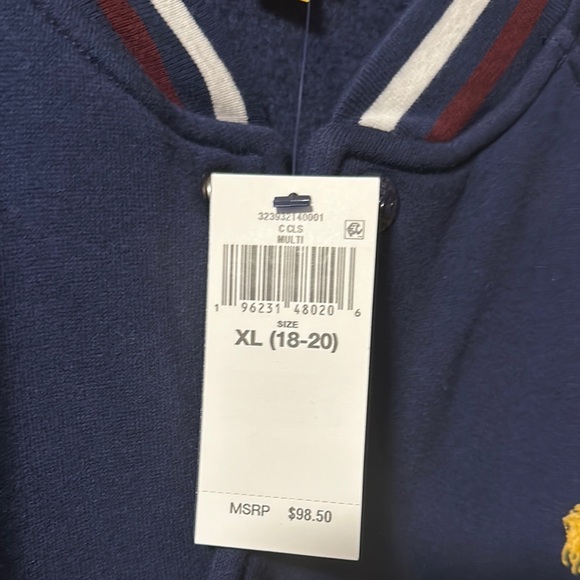 323932140001
C CLS
MULTI
1 96231 48020 6
SIZE
XL (18-20)
MSRP $98.50